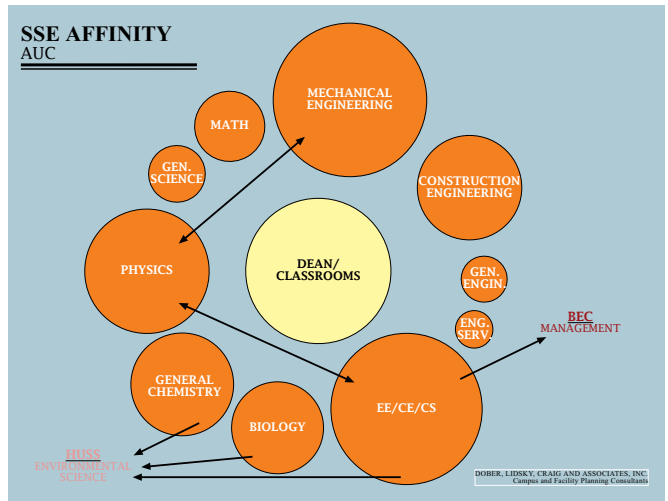 SSE AFFINITY
AUC
MECHANICAL
ENGINEERING
MATH
GEN.
SCIENCE
CONSTRUCTION
ENGINEERING
PHYSICS
DEAN/
CLASSROOMS
GEN.
ENGIN.
ENG.
SERV.
BEC
MANAGEMENT
GENERAL
CHEMISTRY
EE/CE/CS
BIOLOGY
HUSS
ENVIRONMENTAL
SCIENCE
DOBER, LIDSKY, CRAIG AND ASSOCIATES, INC.
Campus and Facility Planning Consultants